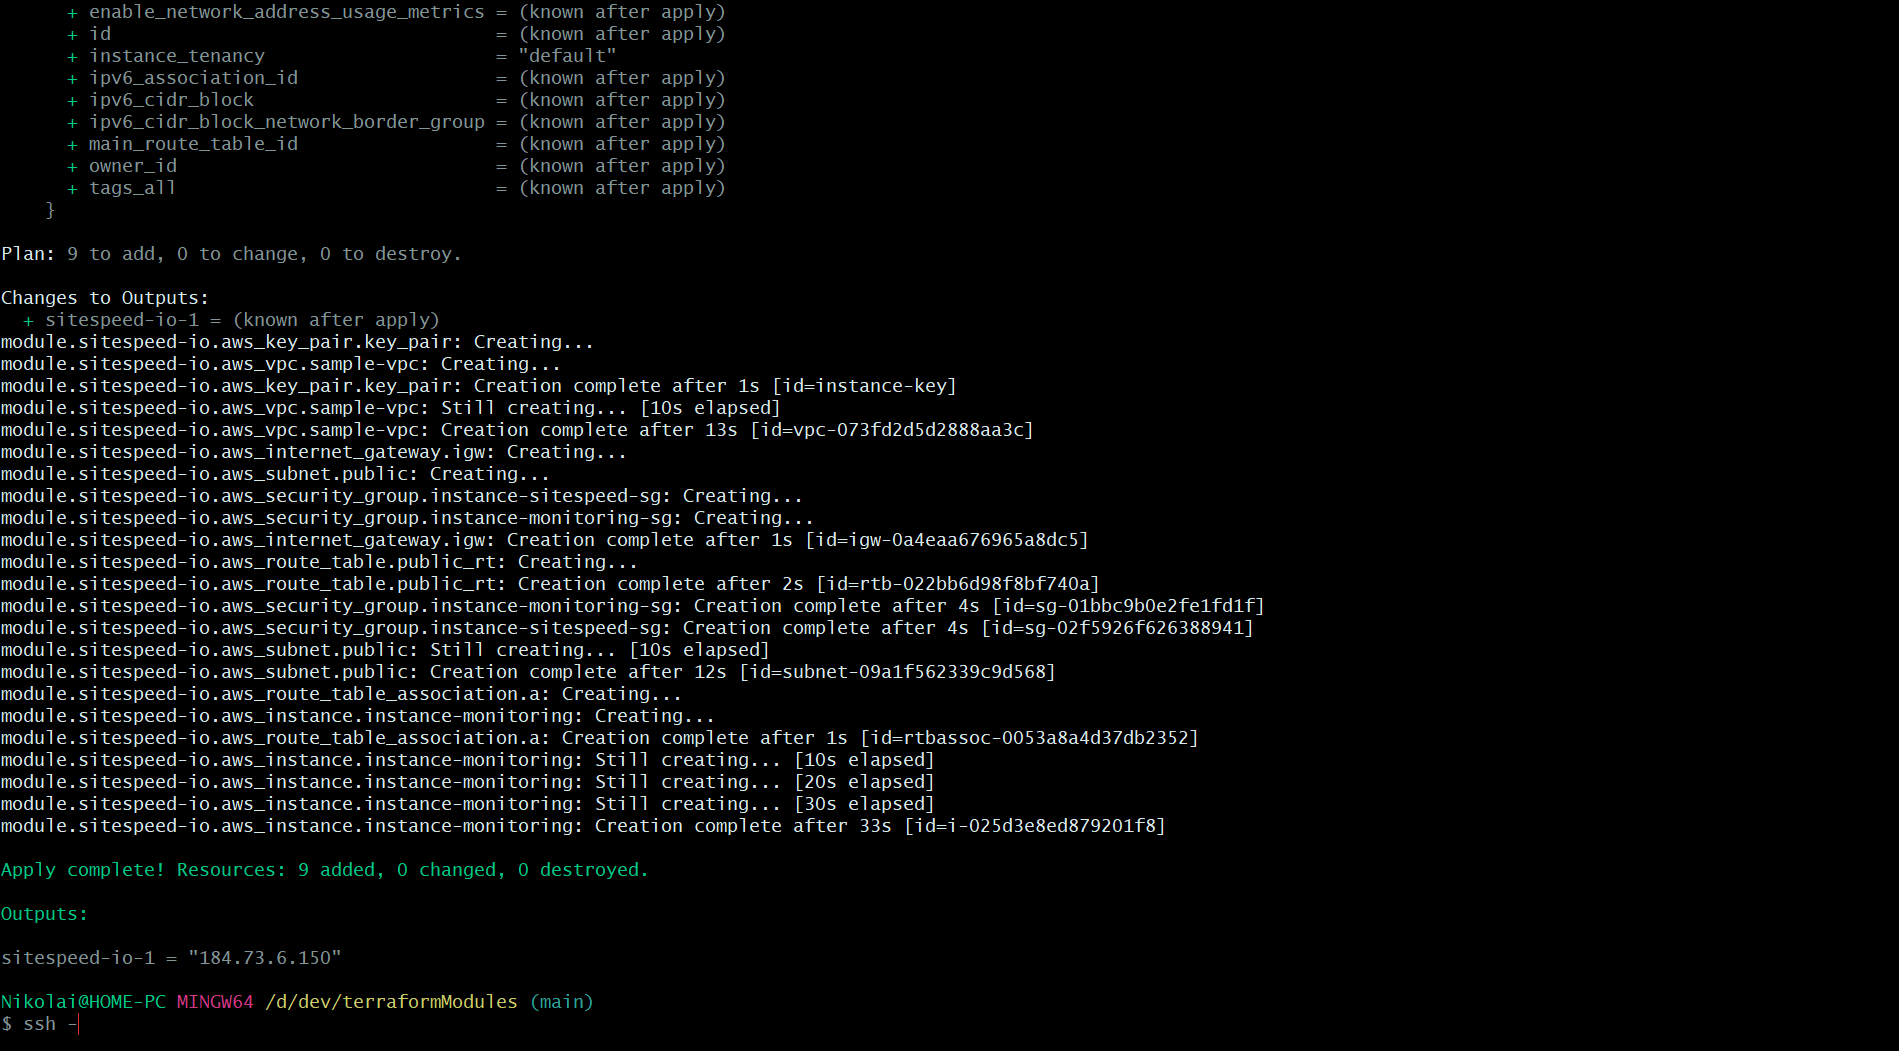 + enable_network_address_usage_metrics = (known after apply)
+ id = (known after apply)
+ instance_tenancy = "default"
+ ipv6_association_id = (known after apply)
+ ipv6_cidr_block = (known after apply)
+ ipv6_cidr_block_network_border_group = (known after apply)
+ main_route_table_id = (known after apply)
+ owner_id = (known after apply)
+ tags_all = (known after apply)
}
Plan: 9 to add, 0 to change, 0 to destroy.
Changes to Outputs:
+ sitespeed-io-1 = (known after apply)
module.sitespeed-io.aws_key_pair.key_pair: Creating...
module.sitespeed-io.aws_vpc.sample-vpc: Creating...
module.sitespeed-io.aws_key_pair.key_pair: Creation complete after 1s [id=instance-key]
module.sitespeed-io.aws_vpc.sample-vpc: Still creating... [10s elapsed]
module.sitespeed-io.aws_vpc.sample-vpc: Creation complete after 13s [id=vpc-073fd2d5d2888aa3c]
module.sitespeed-io.aws_internet_gateway.igw: Creating...
module.sitespeed-io.aws_subnet.public: Creating...
module.sitespeed-io.aws_security_group.instance-sitespeed-sg: Creating...
module.sitespeed-io.aws_security_group.instance-monitoring-sg: Creating...
module.sitespeed-io.aws_internet_gateway.igw: Creation complete after 1s [id=igw-0a4eaa676965a8dc5]
module.sitespeed-io.aws_route_table.public_rt: Creating...
module.sitespeed-io.aws_route_table.public_rt: Creation complete after 2s [id=rtb-022bb6d98f8bf740a]
module.sitespeed-io.aws_security_group.instance-monitoring-sg: Creation complete after 4s [id=sg-01bbc9b0e2fe1fd1f]
module.sitespeed-io.aws_security_group.instance-sitespeed-sg: Creation complete after 4s [id=sg-02f5926f626388941]
module.sitespeed-io.aws_subnet.public: Still creating... [10s elapsed]
module.sitespeed-io.aws_subnet.public: Creation complete after 12s [id=subnet-09a1f562339c9d568]
module.sitespeed-io.aws_route_table_association.a: Creating...
module.sitespeed-io.aws_instance.instance-monitoring: Creating...
module.sitespeed-io.aws_route_table_association.a: Creation complete after 1s [id=rtbassoc-0053a8a4d37db2352]
module.sitespeed-io.aws_instance.instance-monitoring: Still creating... [10s elapsed]
module.sitespeed-io.aws_instance.instance-monitoring: Still creating... [20s elapsed]
module.sitespeed-io.aws_instance.instance-monitoring: Still creating... [30s elapsed]
module.sitespeed-io.aws_instance.instance-monitoring: Creation complete after 33s [id=i-025d3e8ed879201f8]
Apply complete! Resources: 9 added, 0 changed, 0 destroyed.
Outputs:
sitespeed-io-1 = "184.73.6.150"
Nikolai@HOME-PC MINGW64 /d/dev/terraformModules (main)
$ ssh -